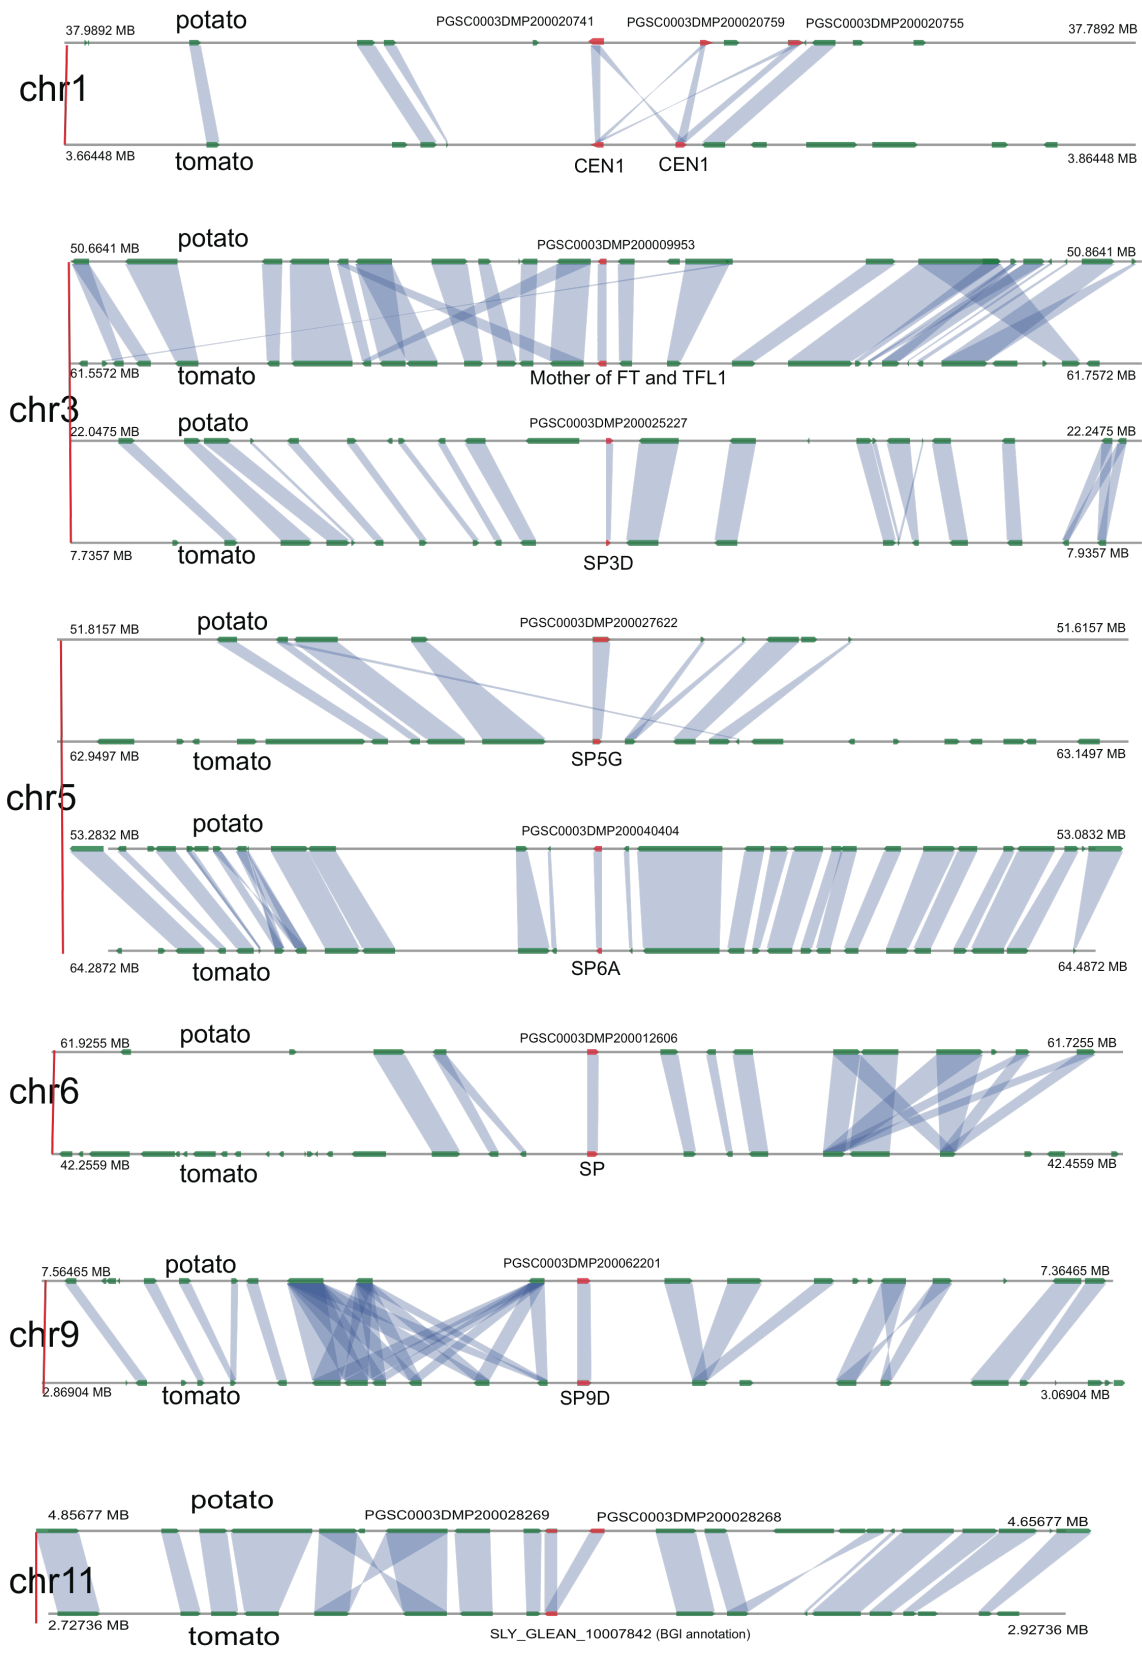 potato
PGSC0003DMP200020741 PGSC0003DMP200020759 PGSC0003DMP200020755
37.9892 MB 37.7892 MB
chr1
3.66448 MB tomato CEN1 CEN1 3.86448 MB
potato
50.6641 MB PGSC0003DMP200009953 50.8641 MB
61.5572 MB tomato Mother of FT and TFL1 61.7572 MB
chr3
potato PGSC0003DMP200025227
22.0475 MB 22.2475 MB
7.7357 MB tomato SP3D 7.9357 MB
51.8157 MB potato PGSC0003DMP200027622 51.6157 MB
62.9497 MB tomato SP5G 63.1497 MB
chr5
potato
53.2832 MB PGSC0003DMP200040404 53.0832 MB
64.2872 MB tomato SP6A 64.4872 MB
potato
61.9255 MB PGSC0003DMP200012606 61.7255 MB
chr6
42.2559 MB tomato SP 42.4559 MB
potato PGSC0003DMP200062201
7.56465 MB 7.36465 MB
chr9
2.86904 MB tomato SP9D 3.06904 MB
potato
4.85677 MB PGSC0003DMP200028269 PGSC0003DMP200028268 4.65677 MB
chr11
2.72736 MB tomato SLY_GLEAN_10007842 (BGI annotation) 2.92736 MB